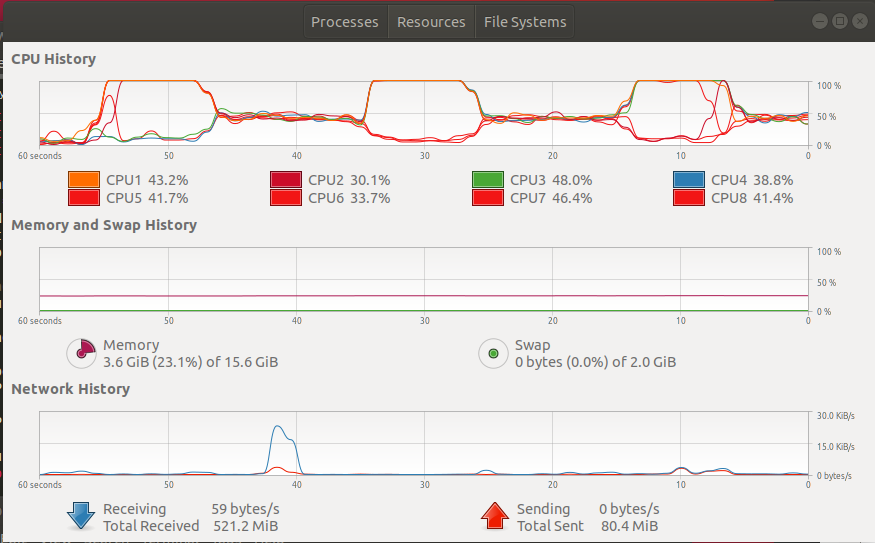 Processes Resources File Systems
CPU History
100 %
50 %
0 %
60 seconds 50 40 30 20 10 0
CPU1 43.2% CPU2 30.1% CPU3 48.0% CPU4 38.8%
CPU5 41.7% CPU6 33.7% CPU7 46.4% CPU8 41.4%
Memory and Swap History
100 %
50 %
0 %
60 seconds 50 40 30 20 10 0
Memory Swap
3.6 GiB (23.1%) of 15.6 GiB 0 bytes (0.0%) of 2.0 GiB
Network History
30.0 KiB/s
15.0 KiB/s
0 bytes/s
60 seconds 50 40 30 20 10 0
Receiving 59 bytes/s Sending 0 bytes/s
Total Received 521.2 MiB Total Sent 80.4 MiB